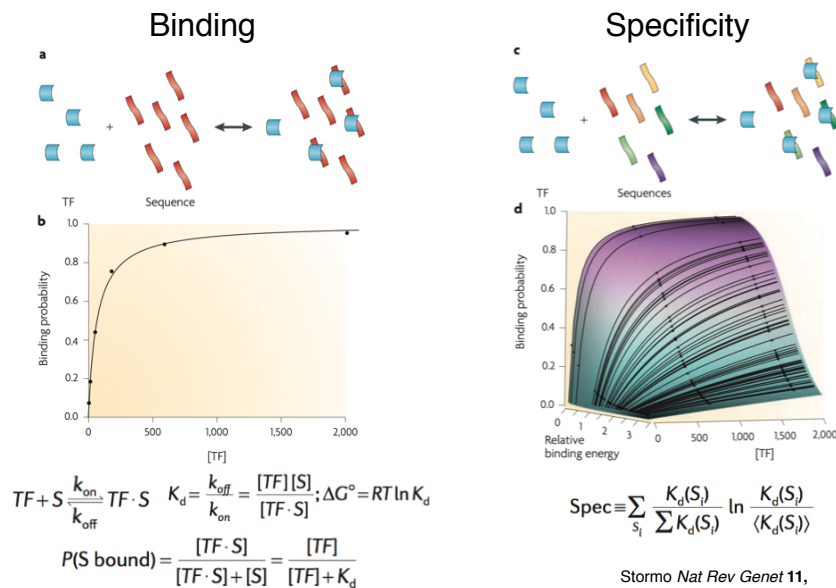 Binding
Specificity
a
+
TF
Sequence
c
+
TF
Sequences
b
Binding probability
1.0
0.8
0.6
0.4
0.2
0.0
0
500
1,000
1,500
2,000
[TF]
d
Binding probability
1.0
0.8
0.6
0.4
0.2
0.0
0
1
2
3
Relative
binding energy
0
500
1,000
1,500
2,000
[TF]
TF + S ⇌ TF · S (k_on, k_off) K_d = k_off / k_on = [TF][S] / [TF · S] ; ΔG° = RT ln K_d
P(S bound) = [TF · S] / ([TF · S] + [S]) = [TF] / ([TF] + K_d)
Spec ≡ ∑_{S_i} K_d(S_i) / ∑ K_d(S_i) ln K_d(S_i) / ⟨K_d(S_i)⟩
Stormo Nat Rev Genet 11,